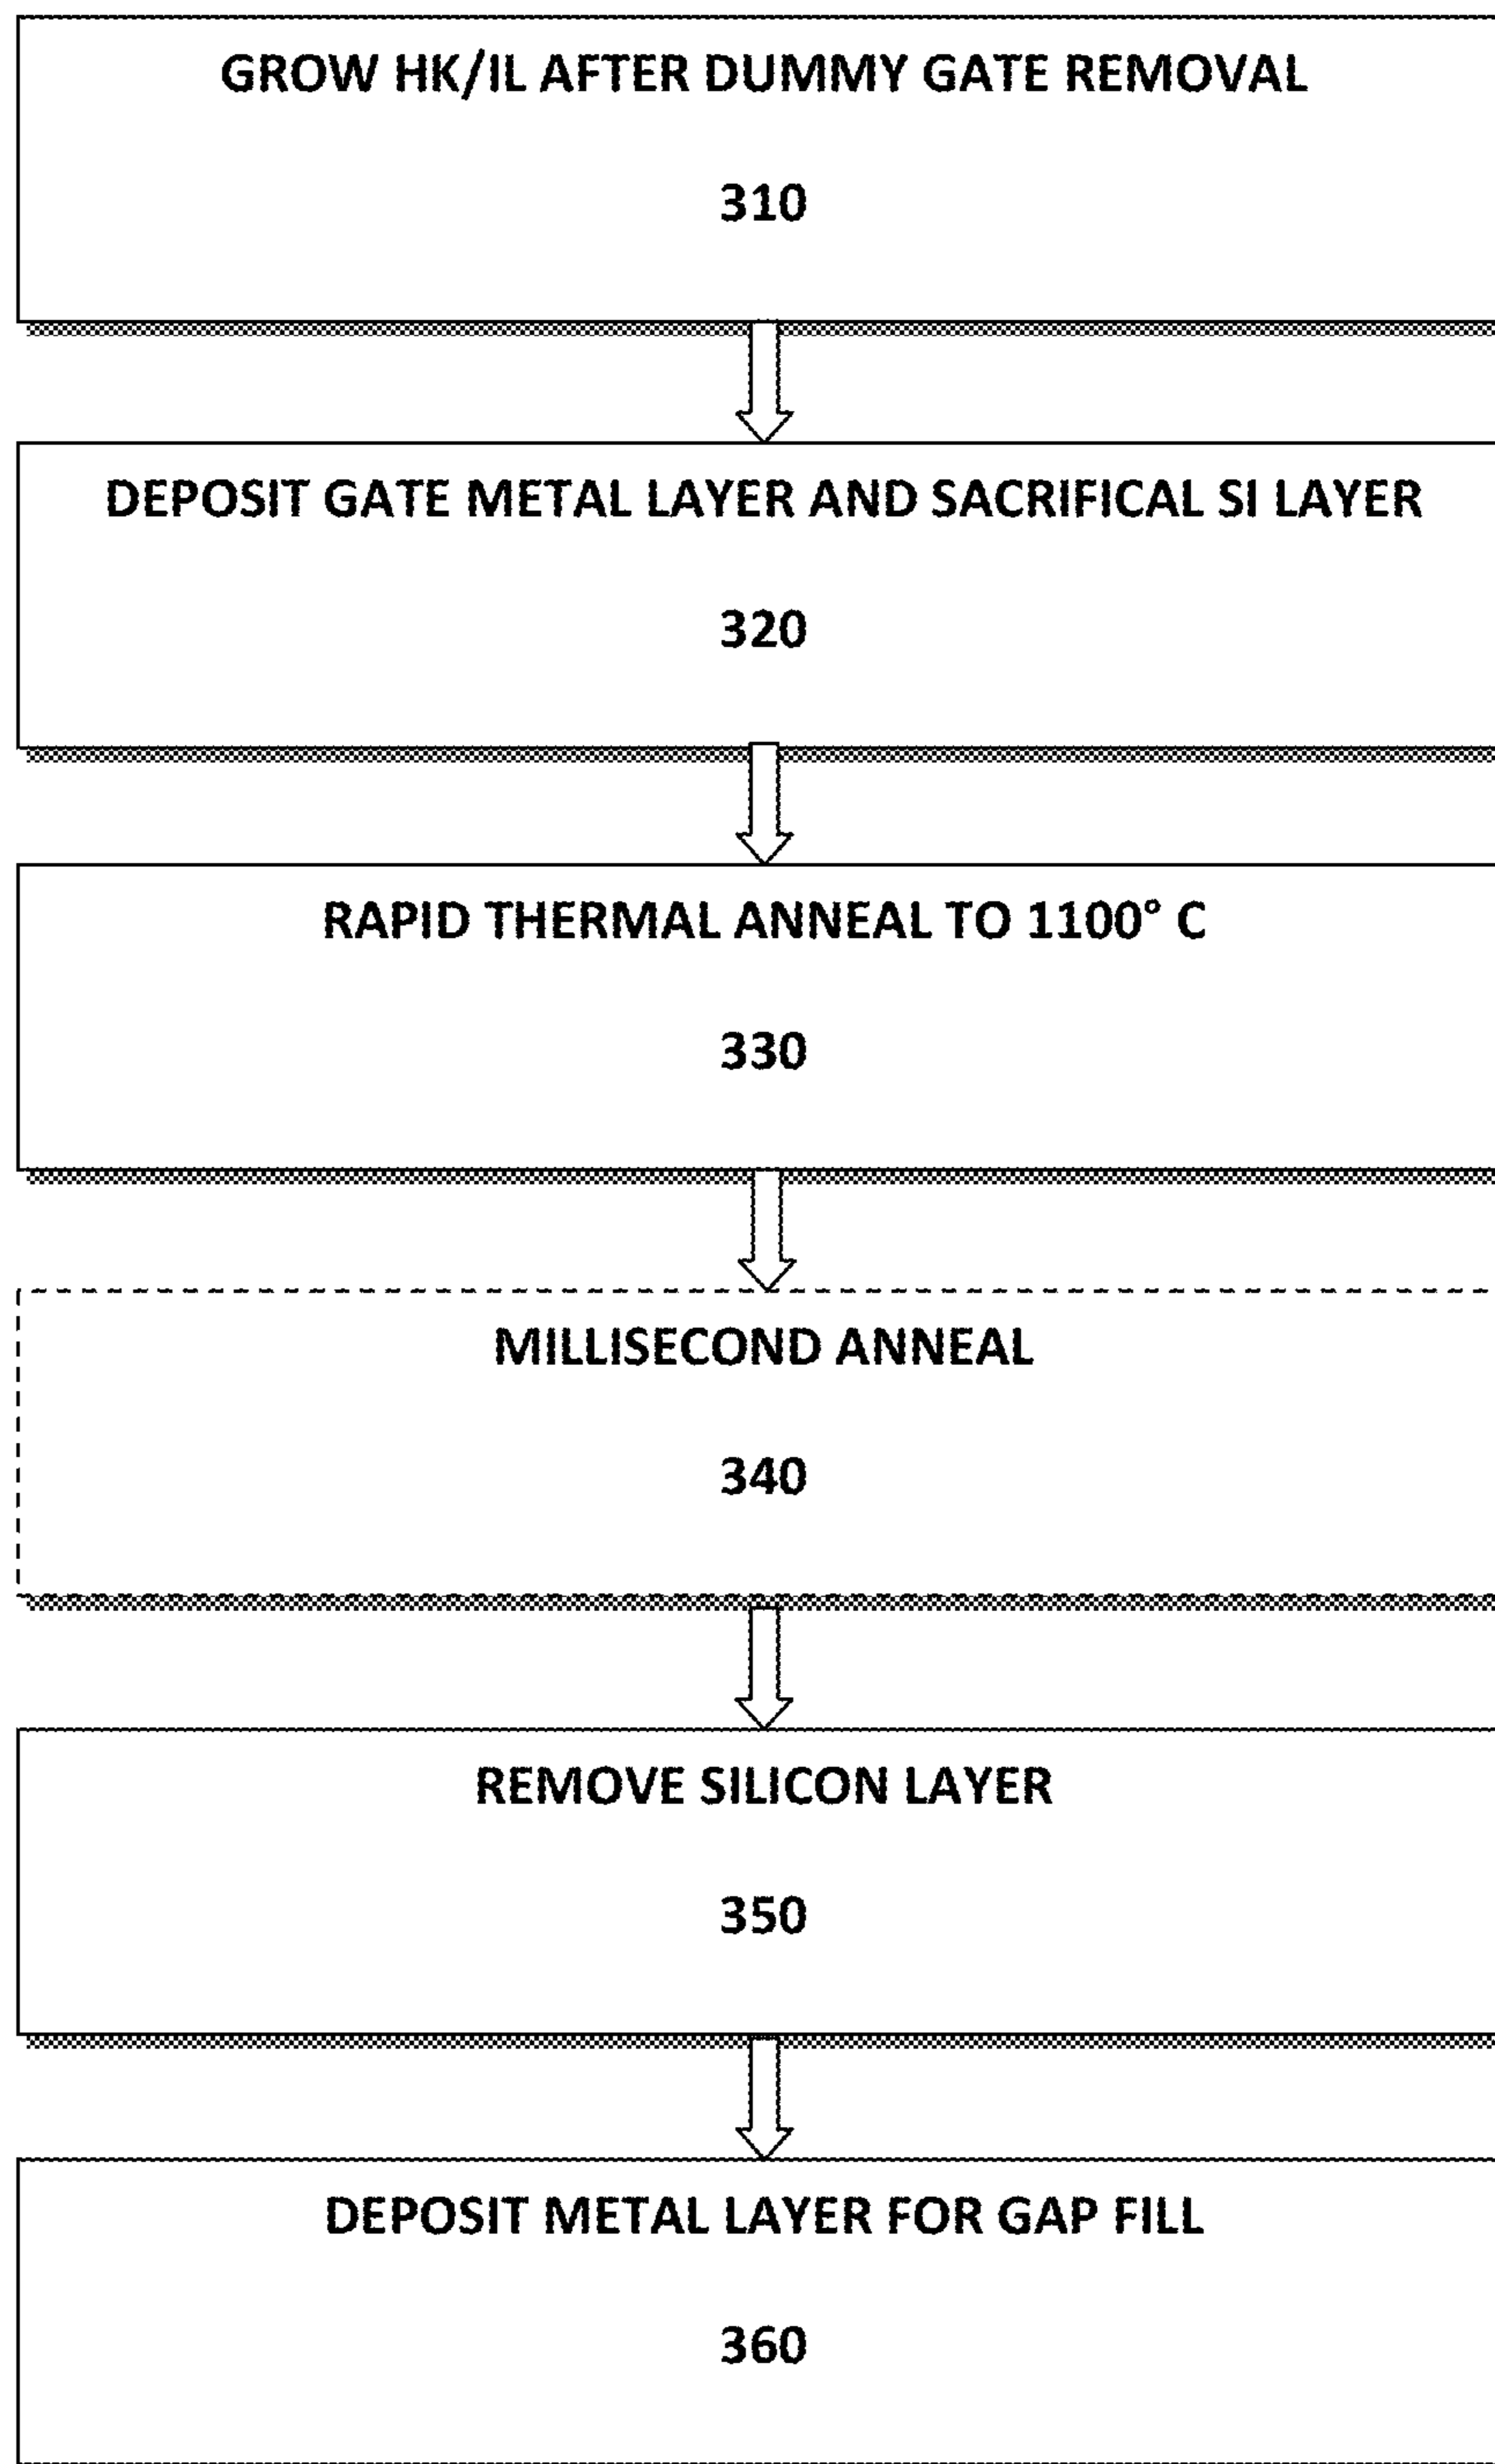 GROW HK/IL AFTER DUMMY GATE REMOVAL
310
DEPOSIT GATE METAL LAYER AND SACRIFICAL SI LAYER
320
RAPID THERMAL ANNEAL TO 1100° C
330
MILLISECOND ANNEAL
340
REMOVE SILICON LAYER
350
DEPOSIT METAL LAYER FOR GAP FILL
360